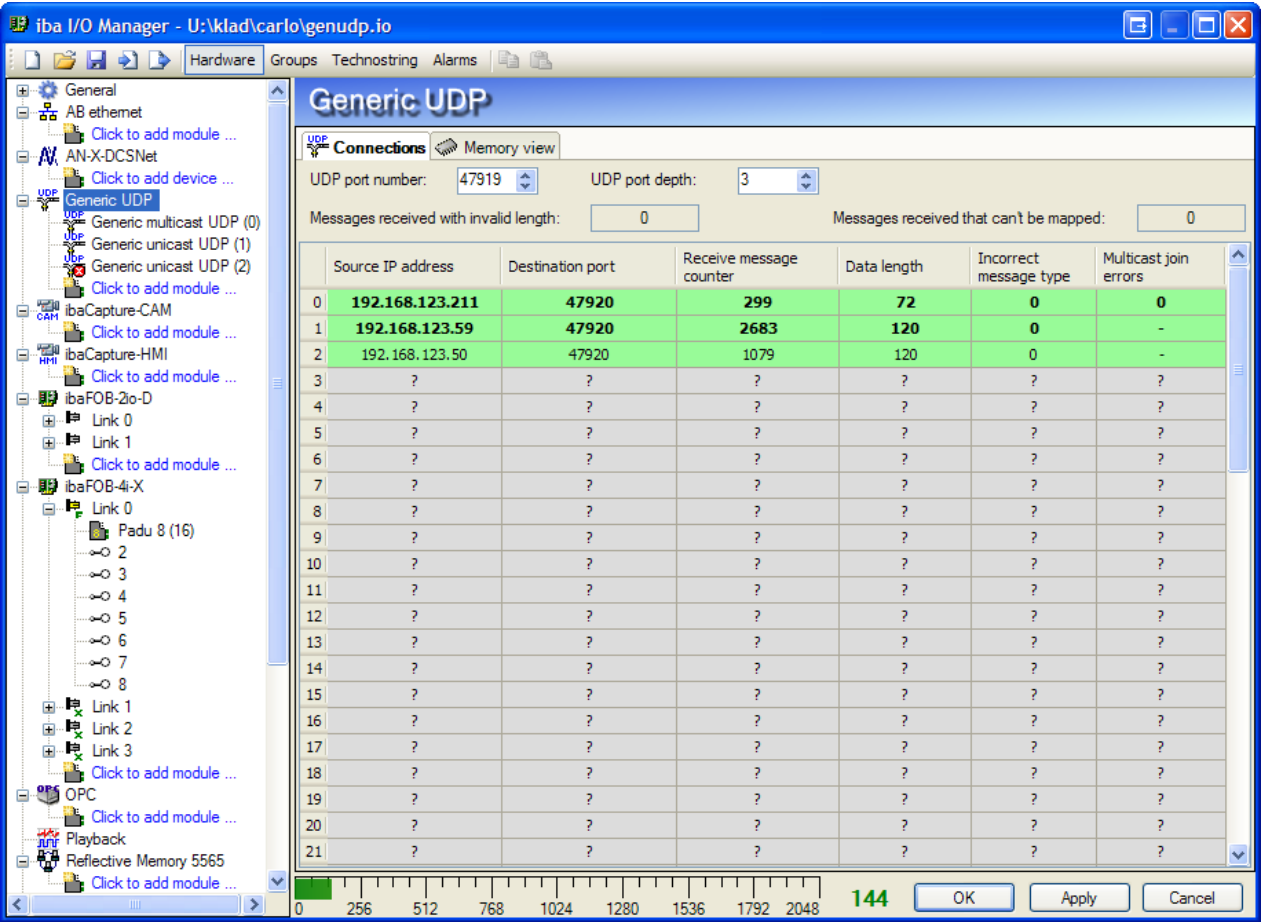 iba I/O Manager - U:\klad\carlo\genudp.io
Hardware Groups Technostring Alarms
General
AB ethernet
Click to add module ...
AN-X-DCSNet
Click to add device ...
UDP Generic UDP
UDP Generic multicast UDP (0)
UDP Generic unicast UDP (1)
UDP Generic unicast UDP (2)
Click to add module ...
CAM ibaCapture-CAM
Click to add module ...
HMI ibaCapture-HMI
Click to add module ...
ibaFOB-2io-D
Link 0
Link 1
Click to add module ...
ibaFOB-4i-X
Link 0
Padu 8 (16)
2
3
4
5
6
7
8
Link 1
Link 2
Link 3
Click to add module ...
OPC OPC
Click to add module ...
Playback
Reflective Memory 5565
Click to add module ...
Generic UDP
UDP Connections Memory view
UDP port number: 47919 UDP port depth: 3
Messages received with invalid length: 0 Messages received that can't be mapped: 0
Source IP address Destination port Receive message counter Data length Incorrect message type Multicast join errors
0 192.168.123.211 47920 299 72 0 0
1 192.168.123.59 47920 2683 120 0 -
2 192.168.123.50 47920 1079 120 0 -
3 ? ? ? ? ? ?
4 ? ? ? ? ? ?
5 ? ? ? ? ? ?
6 ? ? ? ? ? ?
7 ? ? ? ? ? ?
8 ? ? ? ? ? ?
9 ? ? ? ? ? ?
10 ? ? ? ? ? ?
11 ? ? ? ? ? ?
12 ? ? ? ? ? ?
13 ? ? ? ? ? ?
14 ? ? ? ? ? ?
15 ? ? ? ? ? ?
16 ? ? ? ? ? ?
17 ? ? ? ? ? ?
18 ? ? ? ? ? ?
19 ? ? ? ? ? ?
20 ? ? ? ? ? ?
21 ? ? ? ? ? ?
0 256 512 768 1024 1280 1536 1792 2048
144 OK Apply Cancel